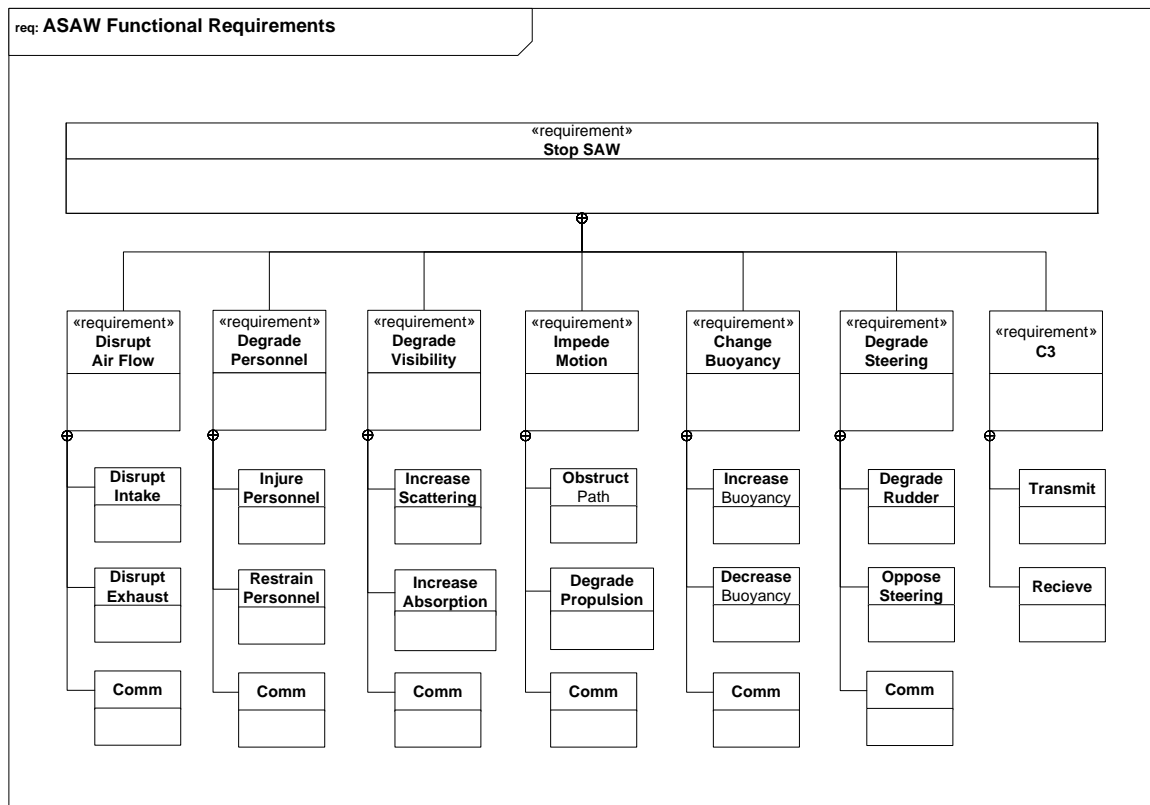 req: ASAW Functional Requirements
«requirement»
Stop SAW
«requirement»
Disrupt
Air Flow
«requirement»
Degrade
Personnel
«requirement»
Degrade
Visibility
«requirement»
Impede
Motion
«requirement»
Change
Buoyancy
«requirement»
Degrade
Steering
«requirement»
C3
Disrupt
Intake
Injure
Personnel
Increase
Scattering
Obstruct
Path
Increase
Buoyancy
Degrade
Rudder
Transmit
Disrupt
Exhaust
Restrain
Personnel
Increase
Absorption
Degrade
Propulsion
Decrease
Buoyancy
Oppose
Steering
Recieve
Comm
Comm
Comm
Comm
Comm
Comm